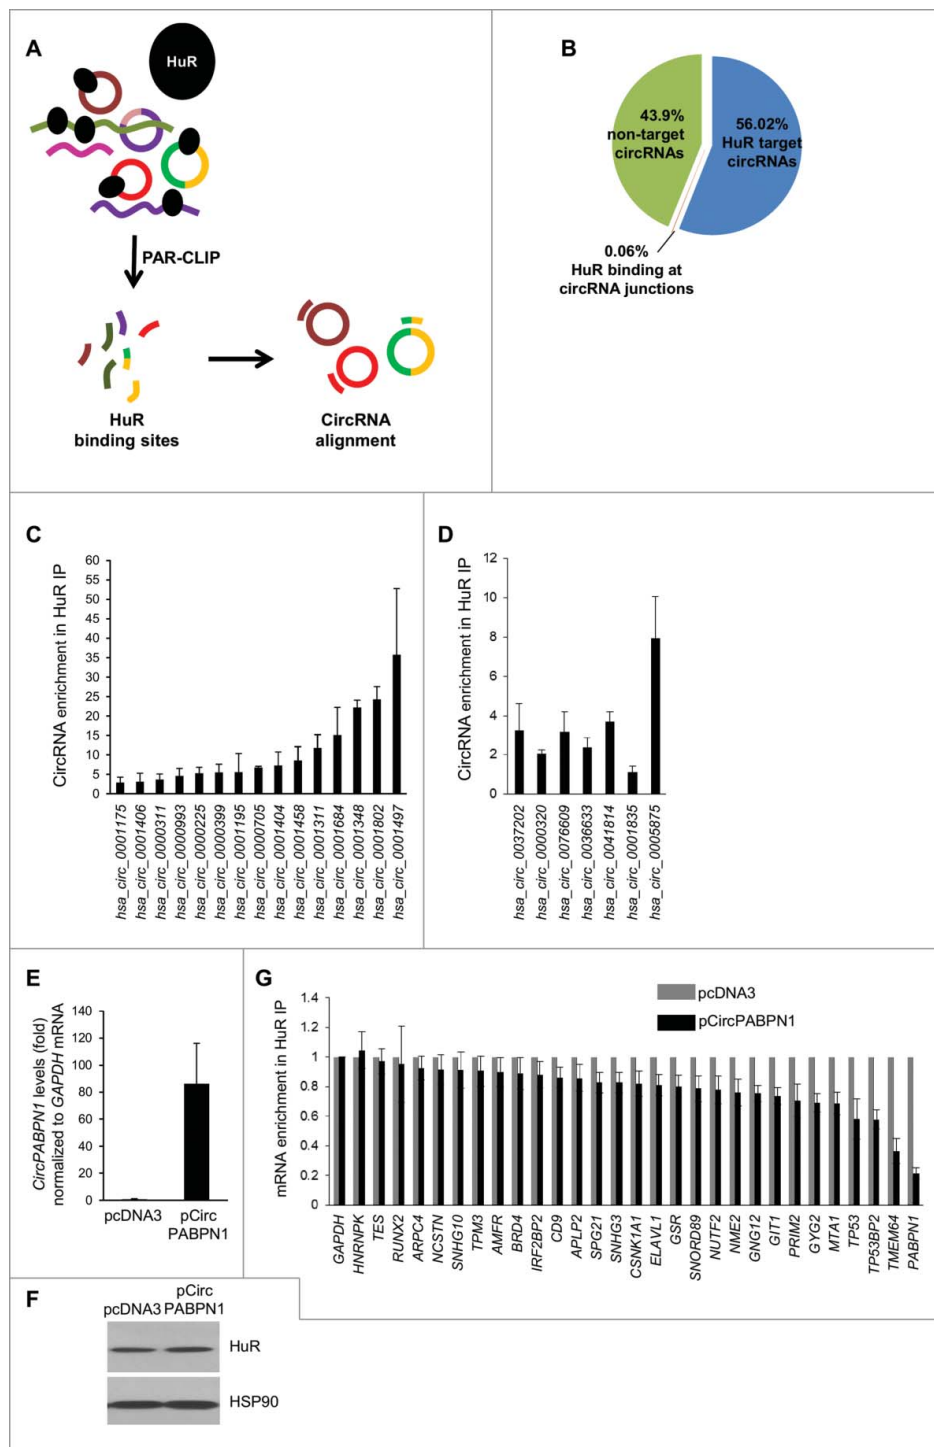 A
HuR
PAR-CLIP
HuR
binding sites
CircRNA
alignment
B
43.9%
non-target
circRNAs
56.02%
HuR target
circRNAs
0.06%
HuR binding at
circRNA junctions
C
CircRNA enrichment in HuR IP
60
55
50
45
40
35
30
25
20
15
10
5
0
hsa_circ_0001175
hsa_circ_0001406
hsa_circ_0000311
hsa_circ_0000993
hsa_circ_0000225
hsa_circ_0000399
hsa_circ_0001195
hsa_circ_0000705
hsa_circ_0001404
hsa_circ_0001458
hsa_circ_0001311
hsa_circ_0001684
hsa_circ_0001348
hsa_circ_0001802
hsa_circ_0001497
D
CircRNA enrichment in HuR IP
12
10
8
6
4
2
0
hsa_circ_0037202
hsa_circ_0000320
hsa_circ_0076609
hsa_circ_0036633
hsa_circ_0041814
hsa_circ_0001835
hsa_circ_0005875
E
CircPABPN1 levels (fold)
normalized to GAPDH mRNA
140
120
100
80
60
40
20
0
pcDNA3
pCirc
PABPN1
F
pcDNA3
pCirc
PABPN1
HuR
HSP90
G
mRNA enrichment in HuR IP
1.4
1.2
1
0.8
0.6
0.4
0.2
0
pcDNA3
pCircPABPN1
GAPDH
HNRNPK
TES
RUNX2
ARPC4
NCSTN
SNHG10
TPM3
AMFR
BRD4
IRF2BP2
CD9
APLP2
SPG21
SNHG3
CSNK1A1
ELAVL1
GSR
SNORD89
NUTF2
NME2
GNG12
GIT1
PRIM2
GYG2
MTA1
TP53
TP53BP2
TMEM64
PABPN1